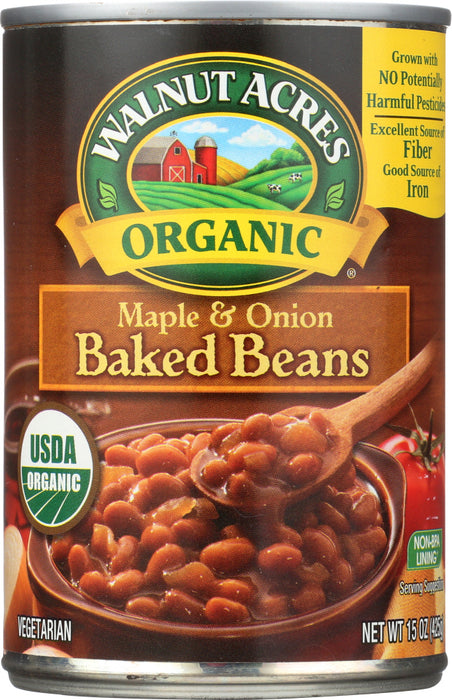 WALNUT ACRES
ORGANIC
®
Grown with
NO Potentially
Harmful Pesticides
Excellent Source of
Fiber
Good Source of
Iron
Maple & Onion
Baked Beans
USDA
ORGANIC
NON-BPA
LINING
Serving Suggestion
VEGETARIAN
NET WT 15 OZ (425g)